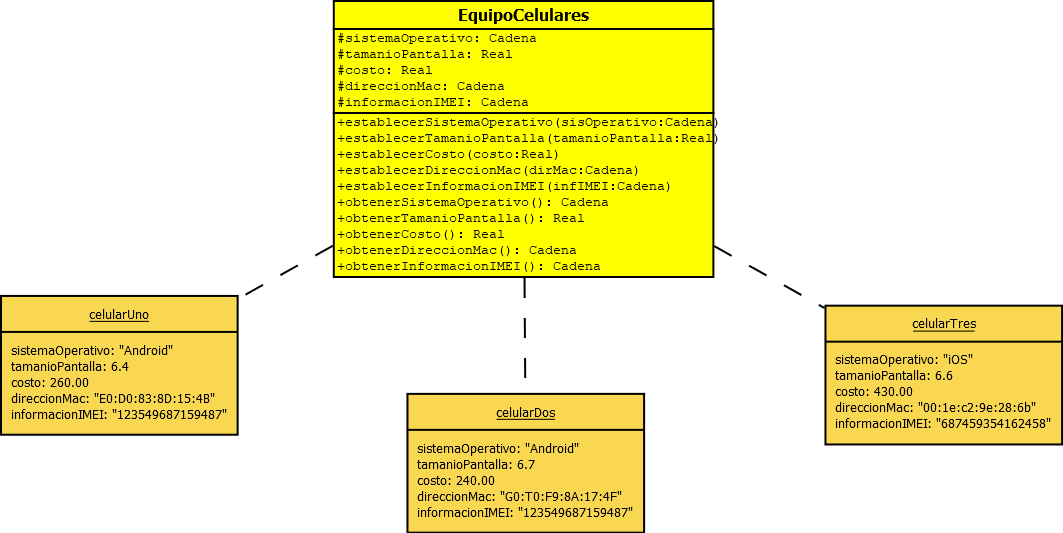 EquipoCelulares
#sistemaOperativo: Cadena
#tamanioPantalla: Real
#costo: Real
#direccionMac: Cadena
#informacionIMEI: Cadena
+establecerSistemaOperativo(sisOperativo:Cadena)
+establecerTamanioPantalla(tamanioPantalla:Real)
+establecerCosto(costo:Real)
+establecerDireccionMac(dirMac:Cadena)
+establecerInformacionIMEI(infIMEI:Cadena)
+obtenerSistemaOperativo(): Cadena
+obtenerTamanioPantalla(): Real
+obtenerCosto(): Real
+obtenerDireccionMac(): Cadena
+obtenerInformacionIMEI(): Cadena
celularUno
sistemaOperativo: "Android"
tamanioPantalla: 6.4
costo: 260.00
direccionMac: "E0:D0:83:8D:15:4B"
informacionIMEI: "123549687159487"
celularDos
sistemaOperativo: "Android"
tamanioPantalla: 6.7
costo: 240.00
direccionMac: "G0:T0:F9:8A:17:4F"
informacionIMEI: "123549687159487"
celularTres
sistemaOperativo: "iOS"
tamanioPantalla: 6.6
costo: 430.00
direccionMac: "00:1e:c2:9e:28:6b"
informacionIMEI: "687459354162458"